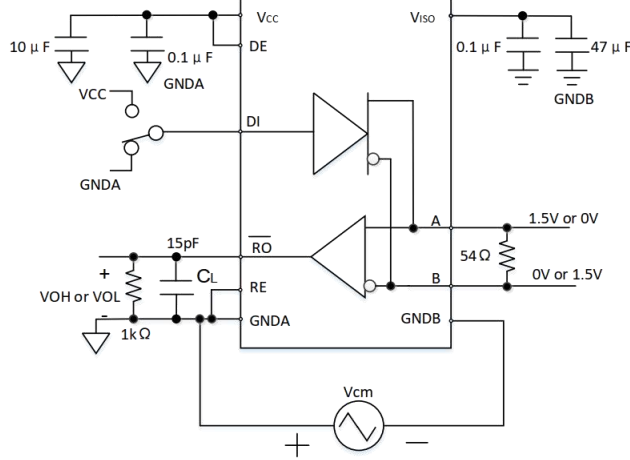 VCC
VISO
10 μ F
0.1 μ F
DE
0.1 μ F
47 μ F
GNDA
VCC
GNDB
DI
GNDA
A
1.5V or 0V
15pF
RO
54 Ω
+
CL
VOH or VOL
RE
B
0V or 1.5V
-
1k Ω
GNDA
GNDB
Vcm
+
−